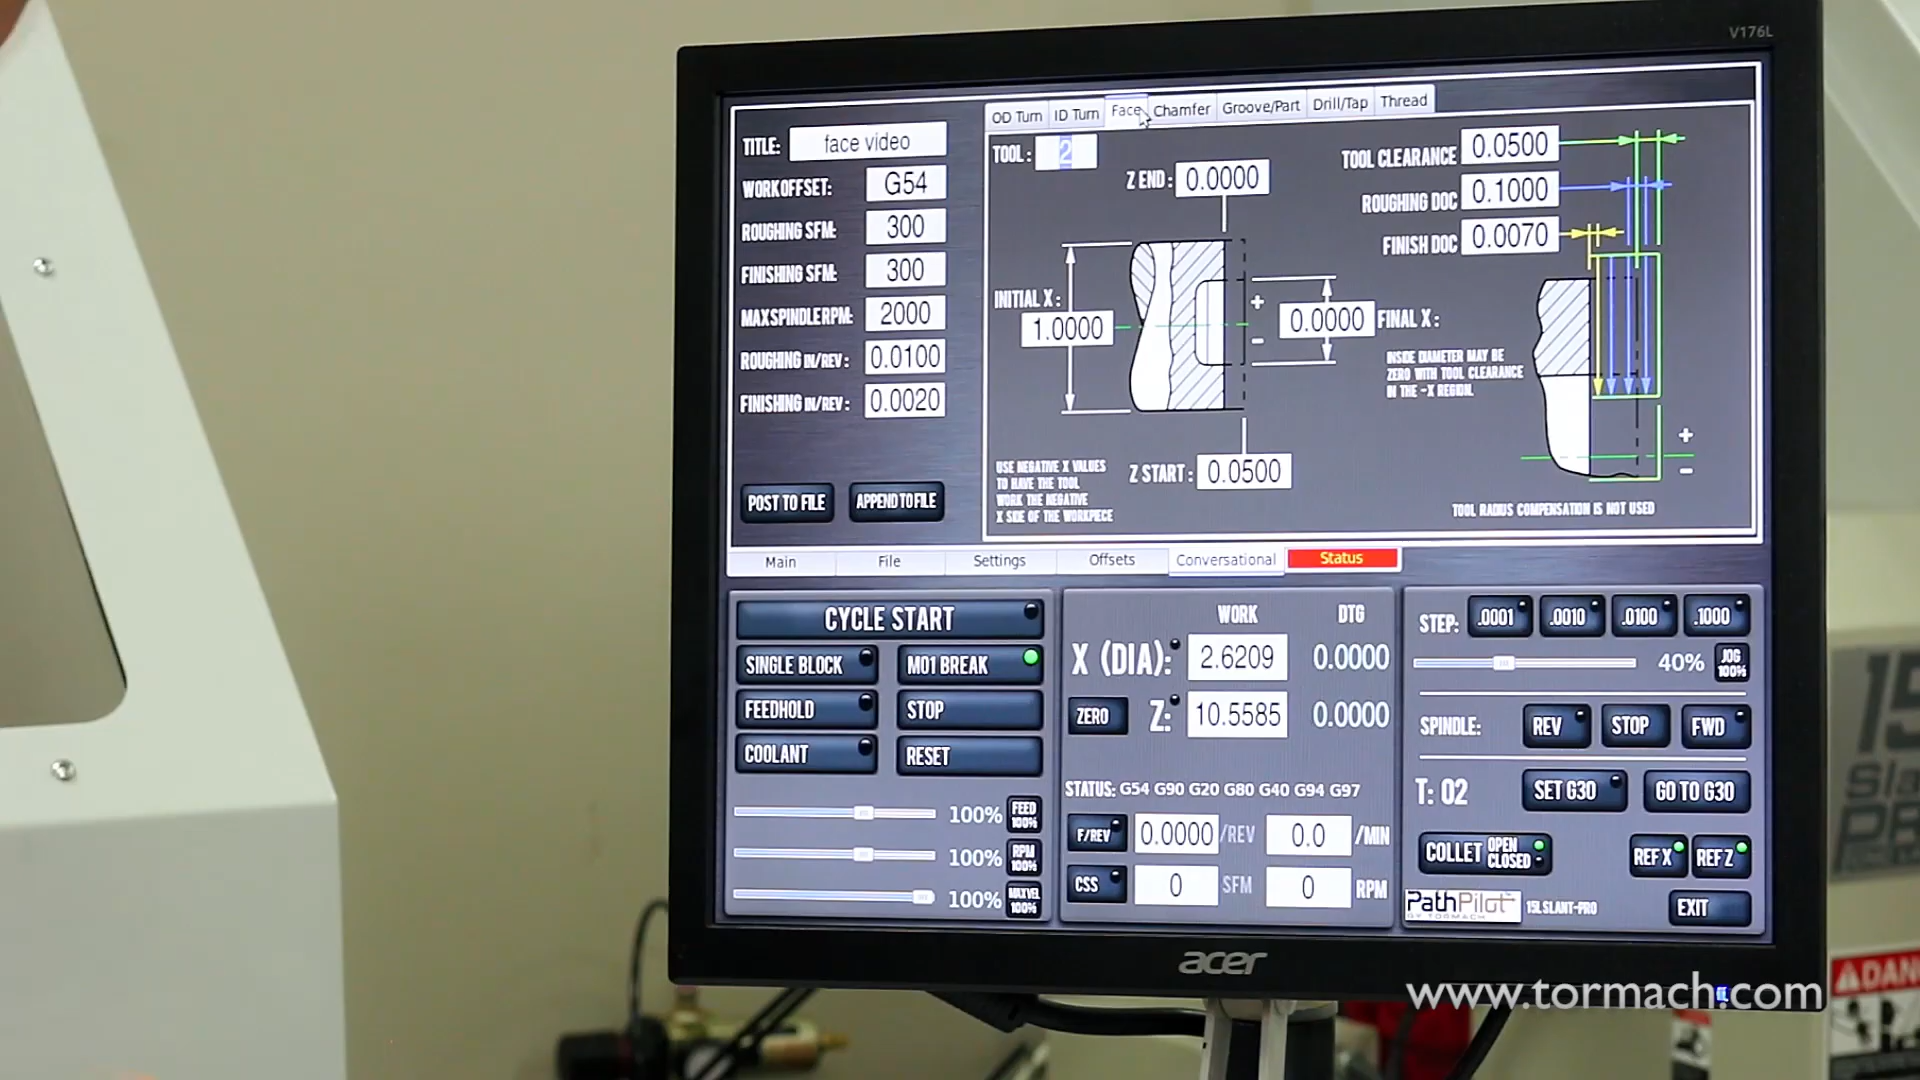 V176L
OD Turn ID Turn Face Chamfer Groove/Part Drill/Tap Thread
TITLE: face video
WORK OFFSET: G54
ROUGHING SFM: 300
FINISHING SFM: 300
MAX SPINDLE RPM: 2000
ROUGHING IN/REV: 0.0100
FINISHING IN/REV: 0.0020
POST TO FILE APPEND TO FILE
TOOL: 2
Z END: 0.0000
TOOL CLEARANCE 0.0500
ROUGHING DOC 0.1000
FINISH DOC 0.0070
INITIAL X:
1.0000
+
-
0.0000 FINAL X:
INSIDE DIAMETER MAY BE
ZERO WITH TOOL CLEARANCE
IN THE -X REGION.
+
-
USE NEGATIVE X VALUES
TO HAVE THE TOOL
WORK THE NEGATIVE
X SIDE OF THE WORKPIECE
Z START: 0.0500
TOOL RADIUS COMPENSATION IS NOT USED
Main File Settings Offsets Conversational Status
CYCLE START
SINGLE BLOCK M01 BREAK
FEEDHOLD STOP
COOLANT RESET
100% FEED 100%
100% RPM 100%
100% MAXVEL 100%
WORK DTG
X (DIA): 2.6209 0.0000
ZERO Z: 10.5585 0.0000
STATUS: G54 G90 G20 G80 G40 G94 G97
F/REV 0.0000 /REV 0.0 /MIN
CSS 0 SFM 0 RPM
STEP: .0001 .0010 .0100 .1000
40% JOG 100%
SPINDLE: REV STOP FWD
T: 02 SET G30 GO TO G30
COLLET OPEN CLOSED REF X REF Z
PathPilot BY TORMACH 15L SLANT-PRO EXIT
acer
15
Sla
PR
DAN
www.tormach.com